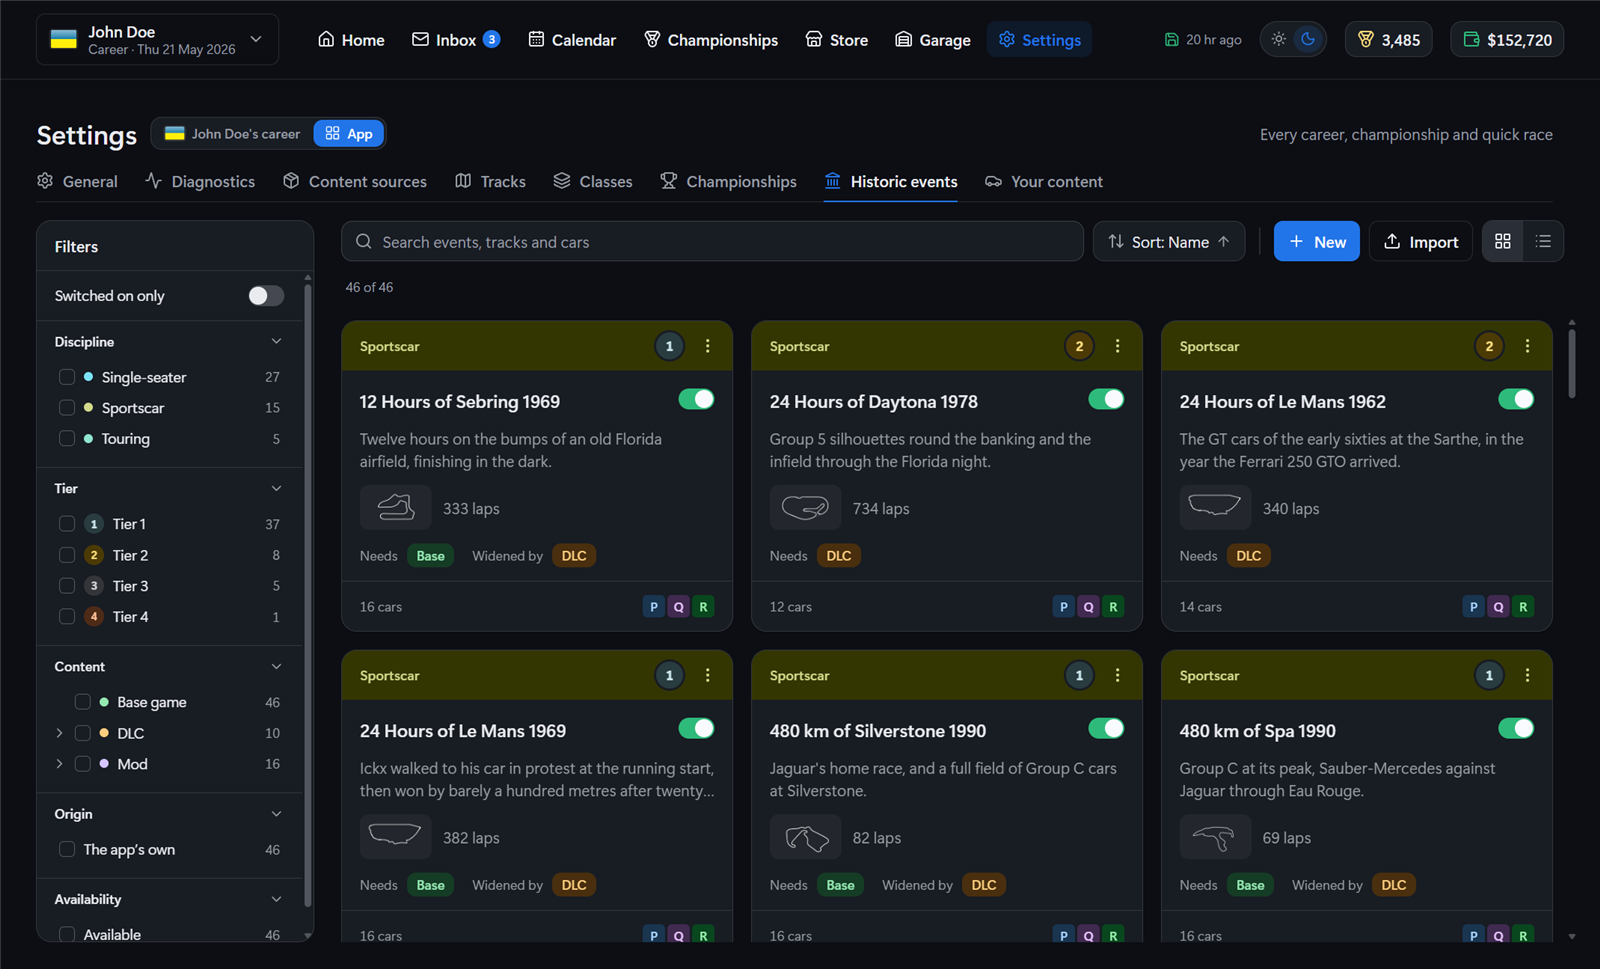 John Doe
Career · Thu 21 May 2026
Home
Inbox 3
Calendar
Championships
Store
Garage
Settings
20 hr ago
3,485
$152,720
Settings
John Doe's career
App
Every career, championship and quick race
General
Diagnostics
Content sources
Tracks
Classes
Championships
Historic events
Your content
Filters
Switched on only
Discipline
Single-seater 27
Sportscar 15
Touring 5
Tier
1 Tier 1 37
2 Tier 2 8
3 Tier 3 5
4 Tier 4 1
Content
Base game 46
DLC 10
Mod 16
Origin
The app's own 46
Availability
Available 46
Search events, tracks and cars
Sort: Name
New
Import
46 of 46
Sportscar 1
12 Hours of Sebring 1969
Twelve hours on the bumps of an old Florida
airfield, finishing in the dark.
333 laps
Needs Base Widened by DLC
16 cars P Q R
Sportscar 2
24 Hours of Daytona 1978
Group 5 silhouettes round the banking and the
infield through the Florida night.
734 laps
Needs DLC
12 cars P Q R
Sportscar 2
24 Hours of Le Mans 1962
The GT cars of the early sixties at the Sarthe, in the
year the Ferrari 250 GTO arrived.
340 laps
Needs DLC
14 cars P Q R
Sportscar 1
24 Hours of Le Mans 1969
Ickx walked to his car in protest at the running start,
then won by barely a hundred metres after twenty...
382 laps
Needs Base Widened by DLC
16 cars P Q R
Sportscar 1
480 km of Silverstone 1990
Jaguar's home race, and a full field of Group C cars
at Silverstone.
82 laps
Needs Base Widened by DLC
16 cars P Q R
Sportscar 1
480 km of Spa 1990
Group C at its peak, Sauber-Mercedes against
Jaguar through Eau Rouge.
69 laps
Needs Base Widened by DLC
16 cars P Q R